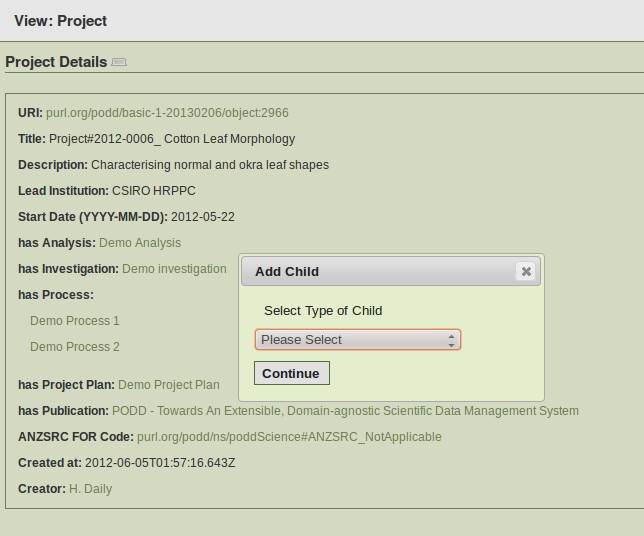 View: Project
Project Details
URI: purl.org/podd/basic-1-20130206/object:2966
Title: Project#2012-0006_ Cotton Leaf Morphology
Description: Characterising normal and okra leaf shapes
Lead Institution: CSIRO HRPPC
Start Date (YYYY-MM-DD): 2012-05-22
has Analysis: Demo Analysis
has Investigation: Demo investigation
has Process:
Demo Process 1
Demo Process 2
has Project Plan: Demo Project Plan
has Publication: PODD - Towards An Extensible, Domain-agnostic Scientific Data Management System
ANZSRC FOR Code: purl.org/podd/ns/poddScience#ANZSRC_NotApplicable
Created at: 2012-06-05T01:57:16.643Z
Creator: H. Daily
Add Child
Select Type of Child
Please Select
Continue